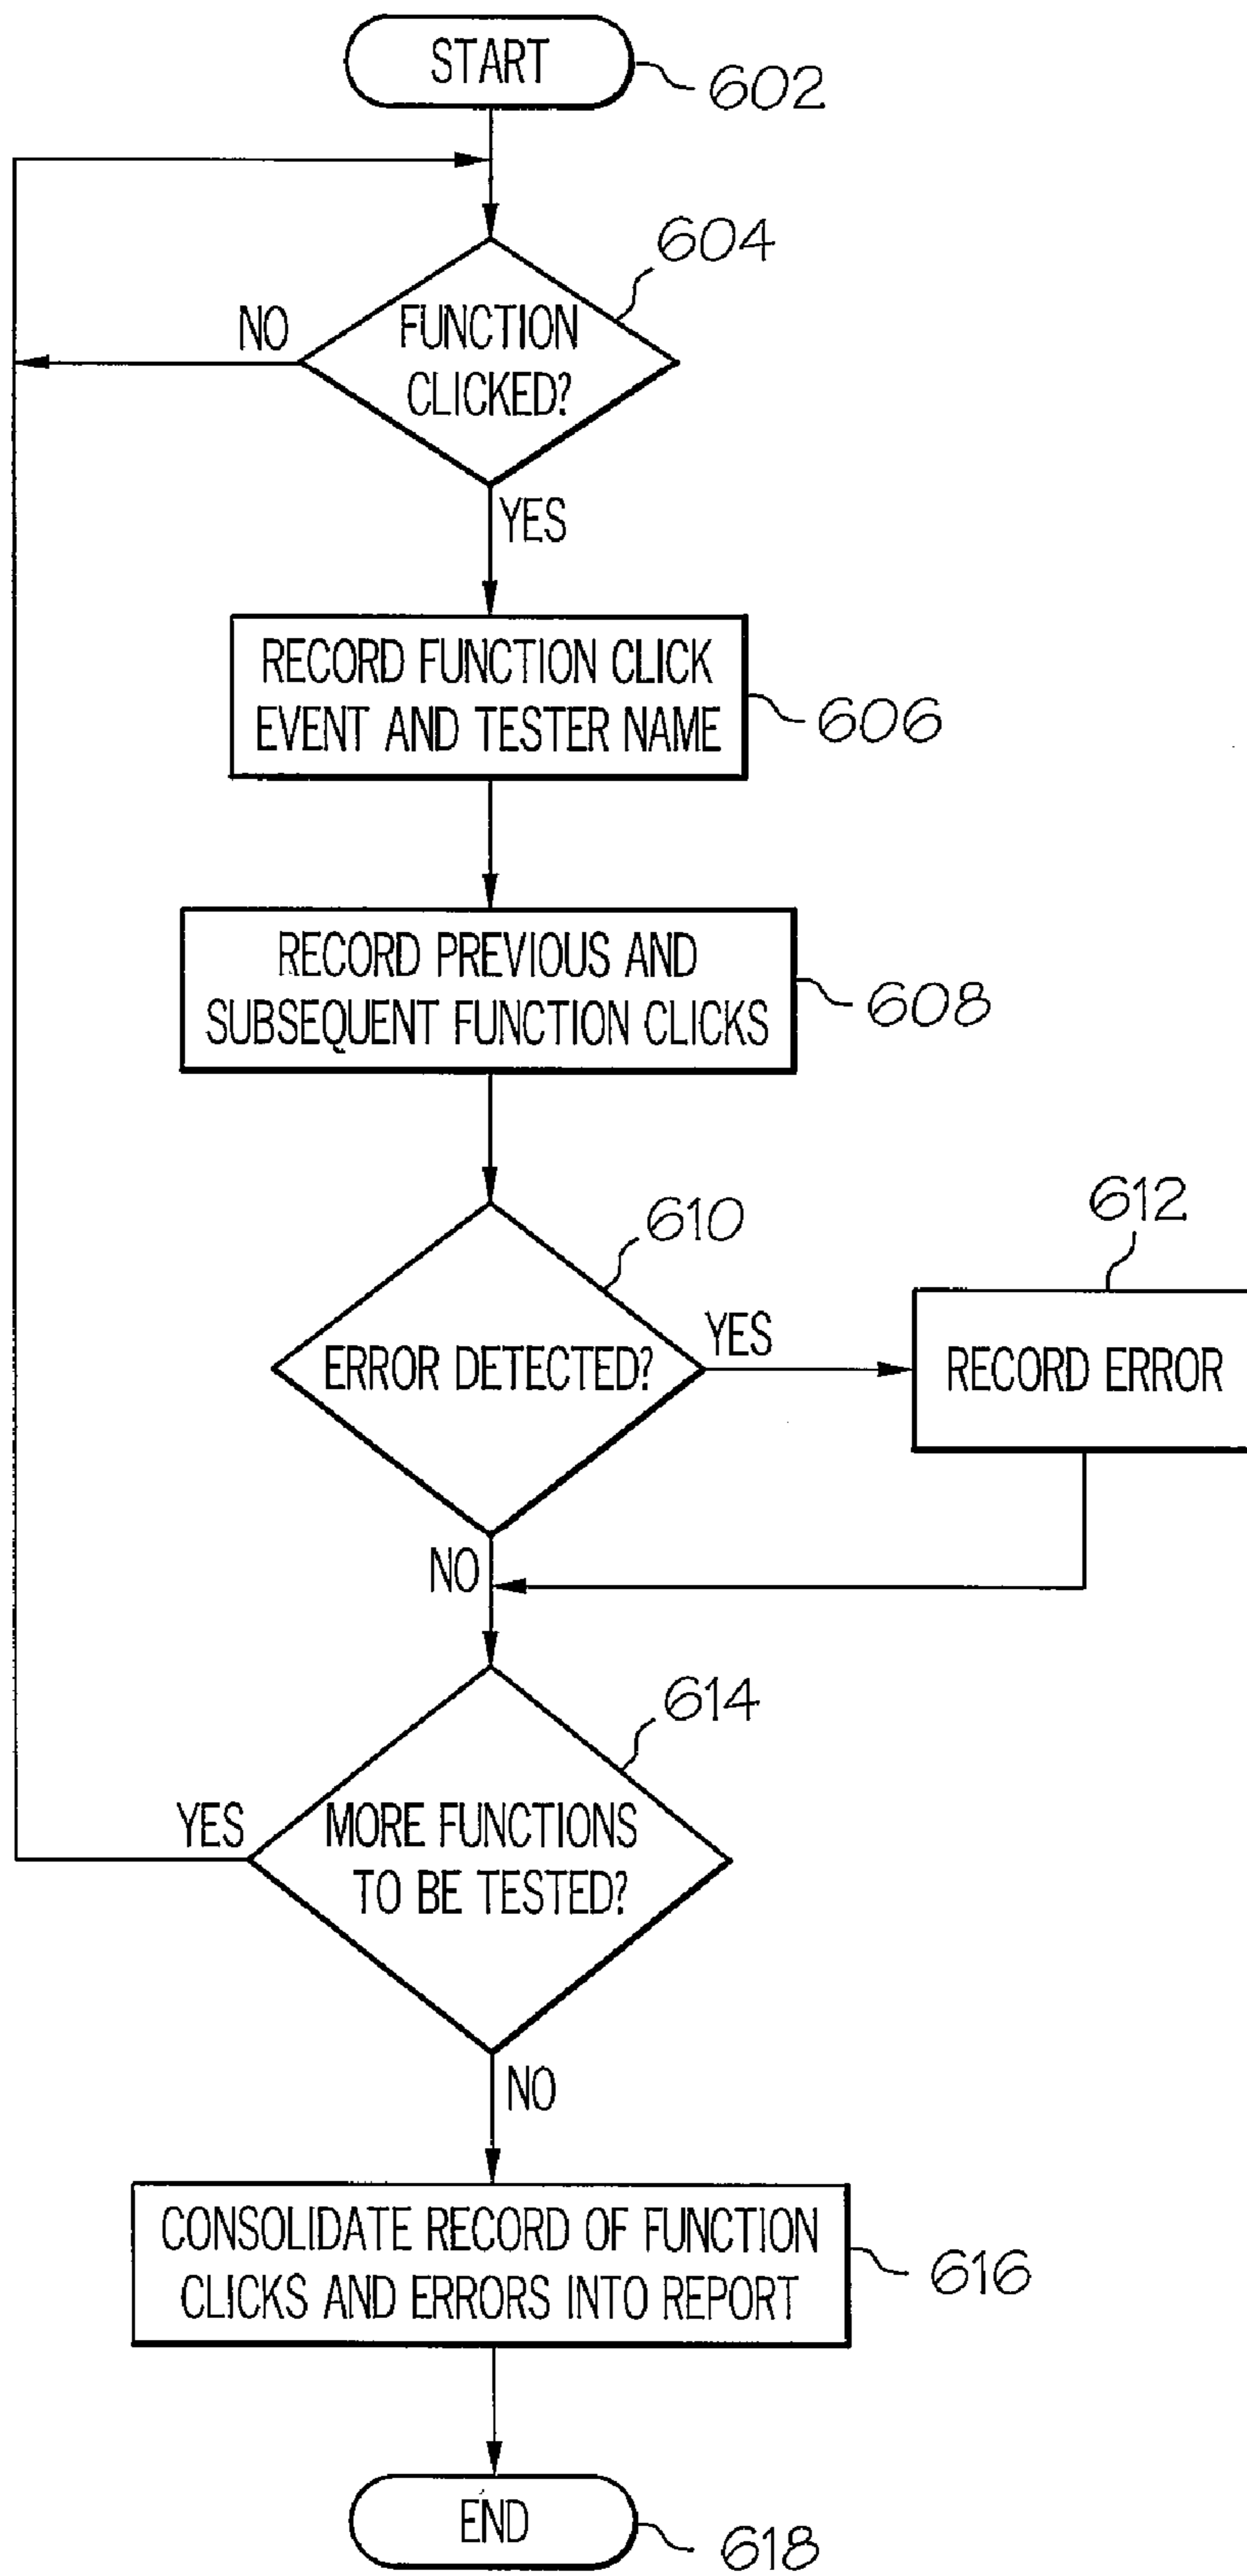 START
602
604
NO
FUNCTION
CLICKED?
YES
RECORD FUNCTION CLICK
EVENT AND TESTER NAME
606
RECORD PREVIOUS AND
SUBSEQUENT FUNCTION CLICKS
608
610
612
ERROR DETECTED?
YES
RECORD ERROR
NO
614
YES
MORE FUNCTIONS
TO BE TESTED?
NO
CONSOLIDATE RECORD OF FUNCTION
CLICKS AND ERRORS INTO REPORT
616
END
618